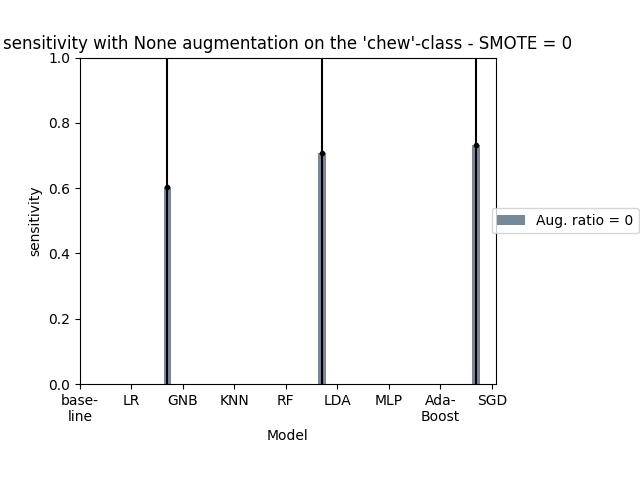 sensitivity with None augmentation on the 'chew'-class - SMOTE = 0
1.0
0.8
0.6
0.4
0.2
0.0
sensitivity
Aug. ratio = 0
base-
line
LR
GNB
KNN
RF
LDA
MLP
Ada-
Boost
SGD
Model